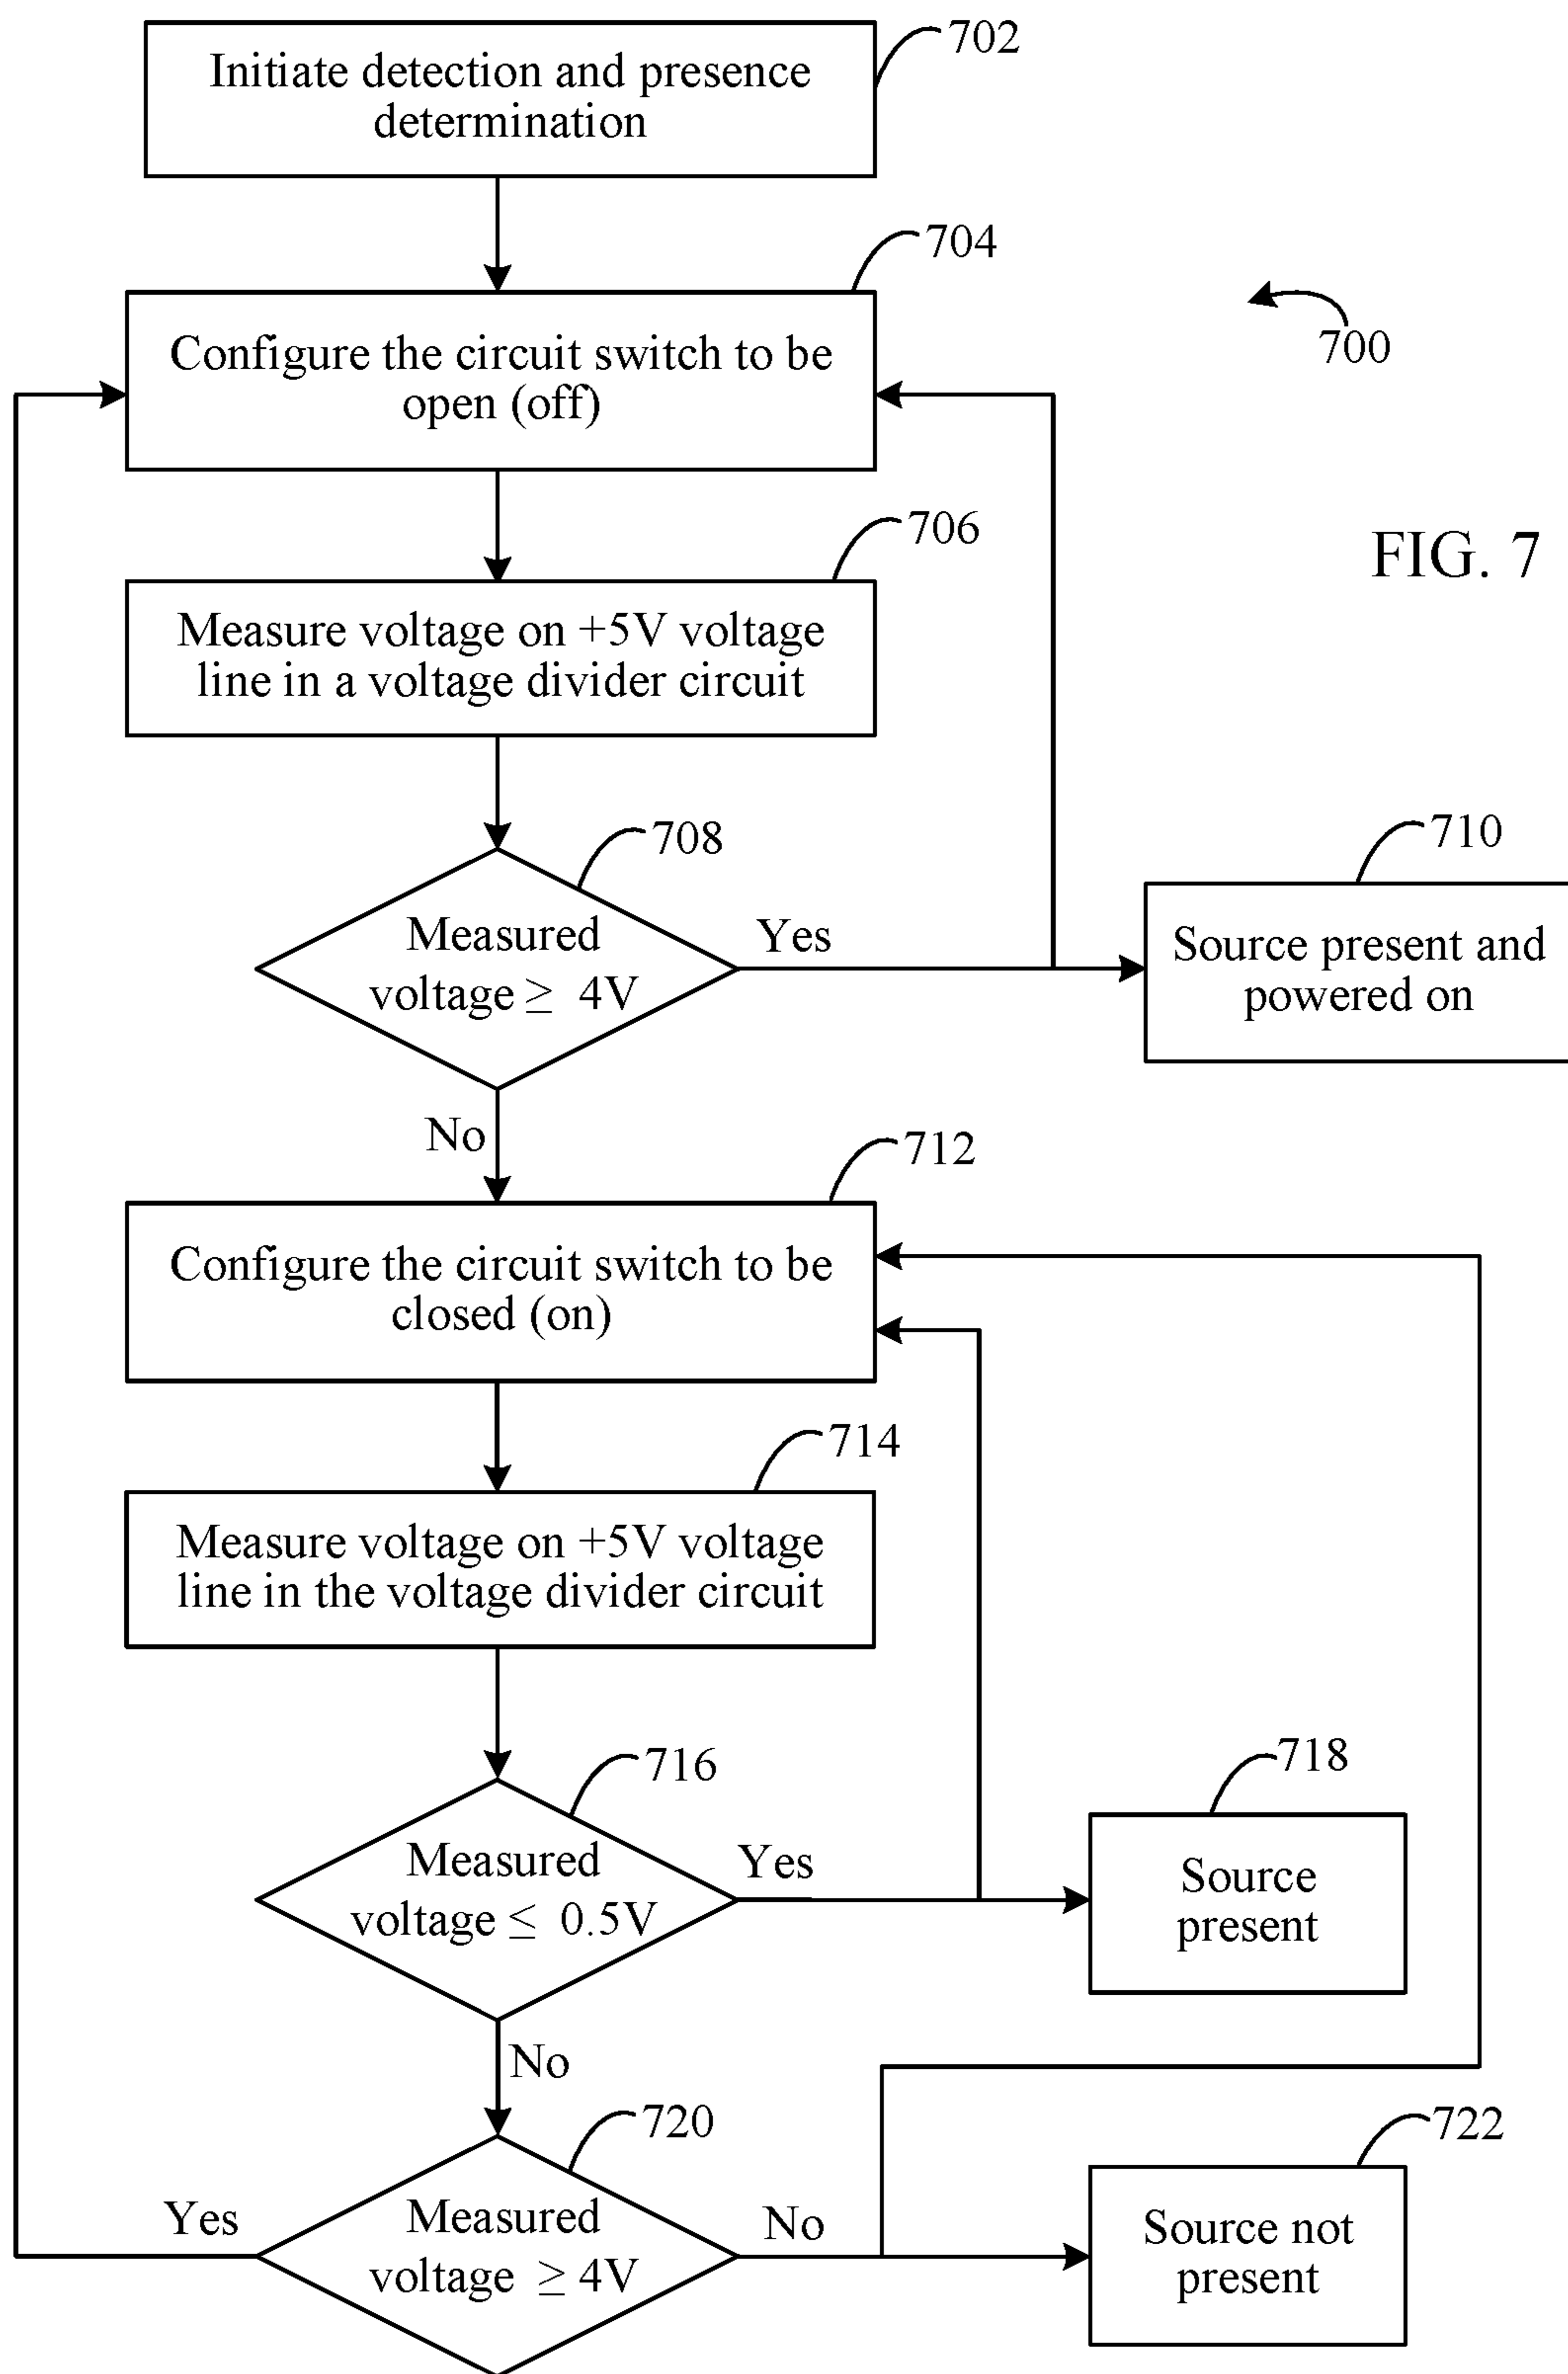 702
Initiate detection and presence
determination
704
Configure the circuit switch to be
open (off)
700
706
FIG. 7
Measure voltage on +5V voltage
line in a voltage divider circuit
708
710
Measured
voltage ≥ 4V
Yes
Source present and
powered on
No
712
Configure the circuit switch to be
closed (on)
714
Measure voltage on +5V voltage
line in the voltage divider circuit
716
718
Measured
voltage ≤ 0.5V
Yes
Source
present
No
720
722
Yes
Measured
voltage ≥ 4V
No
Source not
present